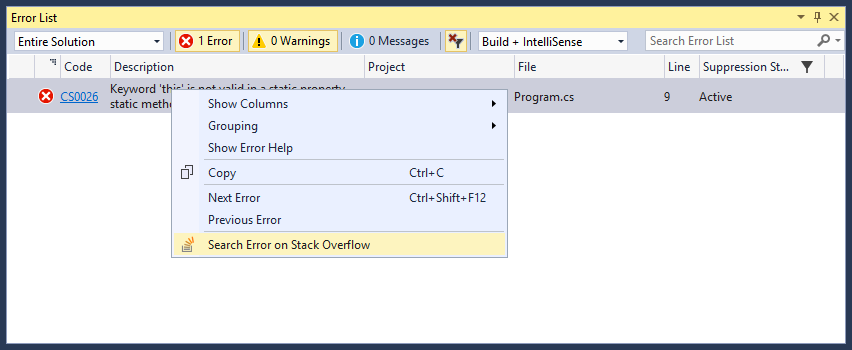 Error List
Entire Solution
1 Error
0 Warnings
0 Messages
Build + IntelliSense
Search Error List
Code
Description
Project
File
Line
Suppression St...
CS0026
Keyword 'this' is not valid in a static property,
static metho
Program.cs
9
Active
Show Columns
Grouping
Show Error Help
Copy Ctrl+C
Next Error Ctrl+Shift+F12
Previous Error
Search Error on Stack Overflow